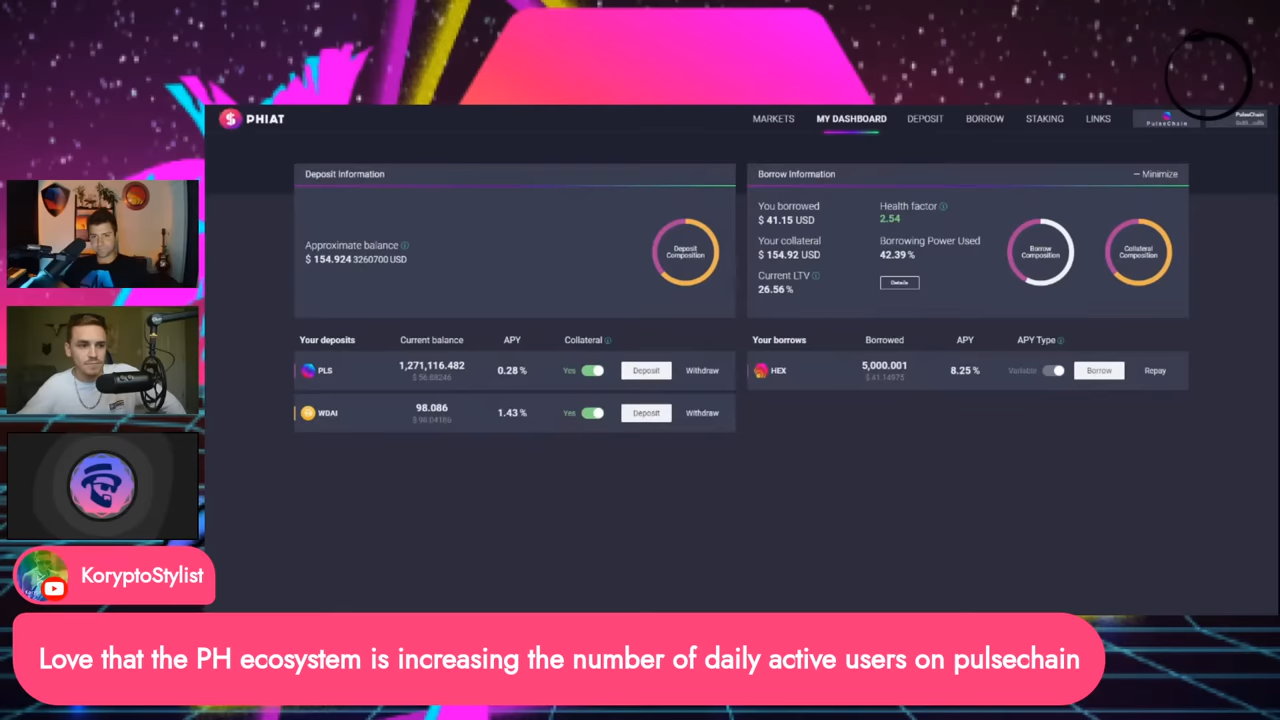 PHIAT
MARKETS
MY DASHBOARD
DEPOSIT
BORROW
STAKING
LINKS
PulseChain
PulseChain
Deposit Information
Approximate balance
$ 154.924 3260700 USD
Deposit
Composition
Borrow Information
— Minimize
You borrowed
$ 41.15 USD
Your collateral
$ 154.92 USD
Current LTV
26.56 %
Health factor
2.54
Borrowing Power Used
42.39 %
Details
Borrow
Composition
Collateral
Composition
Your deposits Current balance APY Collateral
PLS 1,271,116.482 0.28 % Yes Deposit Withdraw
$ 56.88246
WDAI 98.086 1.43 % Yes Deposit Withdraw
$ 98.04186
Your borrows Borrowed APY APY Type
HEX 5,000.001 8.25 % Variable Borrow Repay
$ 41.14975
KoryptoStylist
Love that the PH ecosystem is increasing the number of daily active users on pulsechain